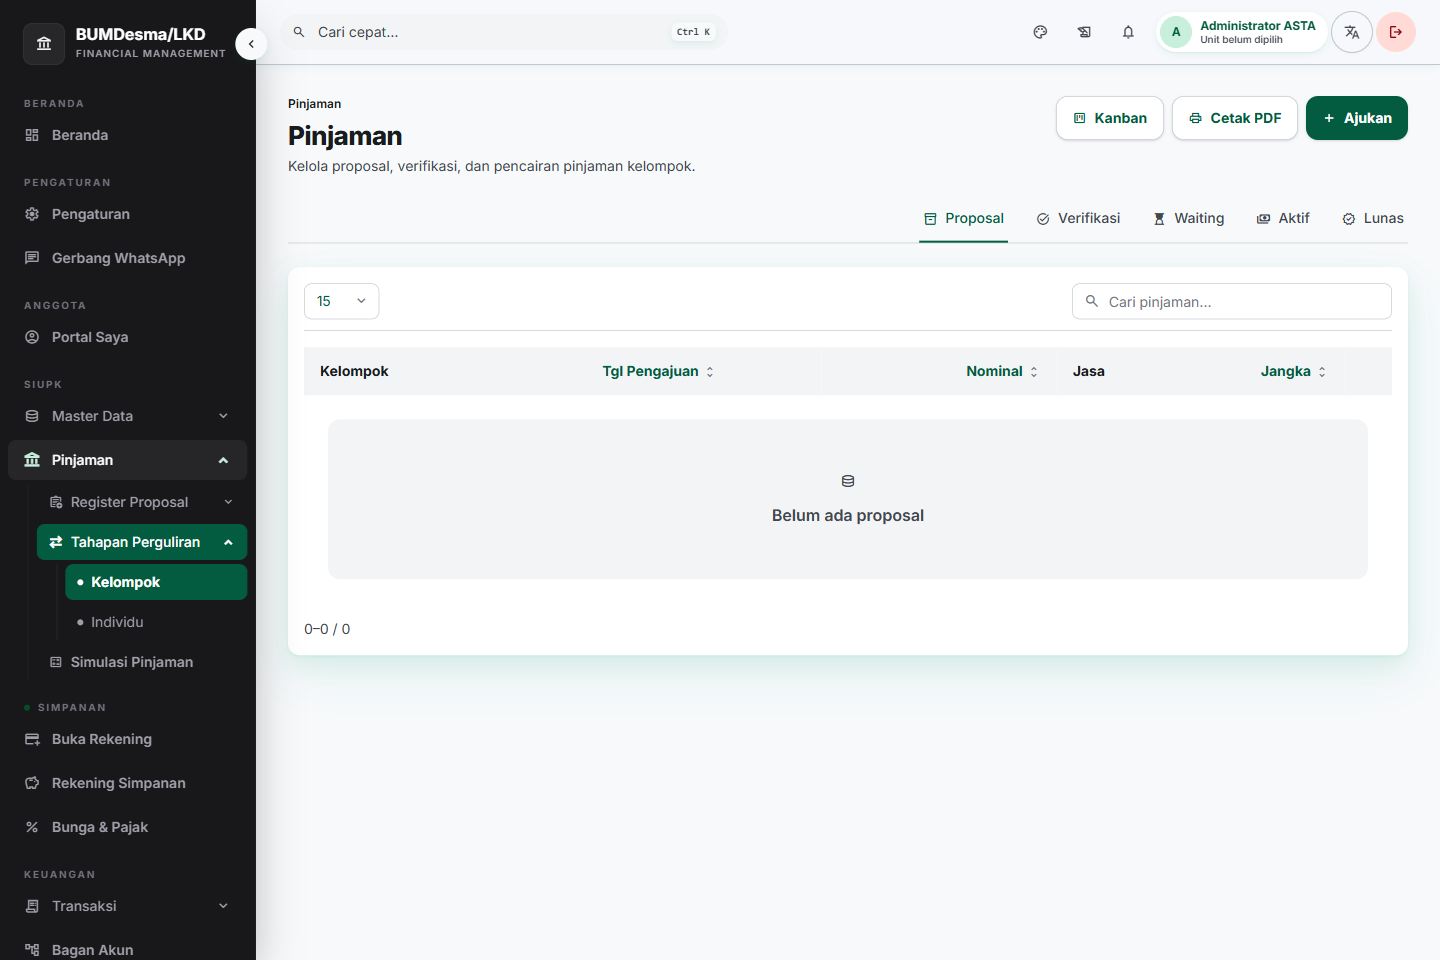 BUMDesma/LKD
FINANCIAL MANAGEMENT
BERANDA
Beranda
PENGATURAN
Pengaturan
Gerbang WhatsApp
ANGGOTA
Portal Saya
SIUPK
Master Data
Pinjaman
Register Proposal
Tahapan Perguliran
Kelompok
Individu
Simulasi Pinjaman
SIMPANAN
Buka Rekening
Rekening Simpanan
Bunga & Pajak
KEUANGAN
Transaksi
Bagan Akun
Cari cepat...
Ctrl K
A
Administrator ASTA
Unit belum dipilih
Pinjaman
Pinjaman
Kelola proposal, verifikasi, dan pencairan pinjaman kelompok.
Kanban
Cetak PDF
+ Ajukan
Proposal
Verifikasi
Waiting
Aktif
Lunas
15
Cari pinjaman...
Kelompok
Tgl Pengajuan
Nominal
Jasa
Jangka
Belum ada proposal
0–0 / 0